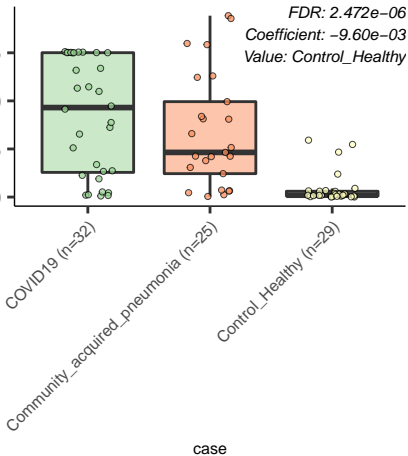 FDR: 2.472e−06
Coefficient: −9.60e−03
Value: Control_Healthy
COVID19 (n=32)
Community_acquired_pneumonia (n=25)
Control_Healthy (n=29)
case